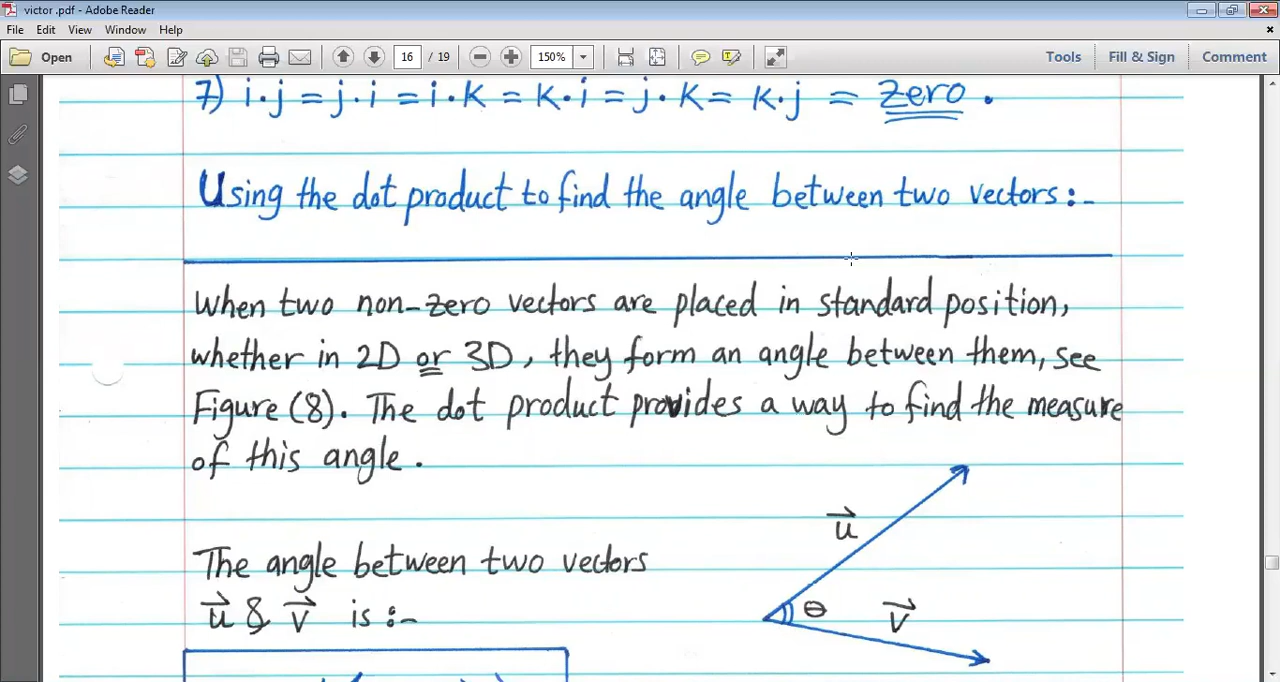 victor .pdf - Adobe Reader
File Edit View Window Help
Open 16 / 19 150% Tools Fill & Sign Comment
7) i·j = j·i = i·k = k·i = j·k = k·j = Zero.
Using the dot product to find the angle between two vectors :-
When two non-zero vectors are placed in standard position,
whether in 2D or 3D, they form an angle between them, see
Figure (8). The dot product provides a way to find the measure
of this angle.
u
The angle between two vectors
u & v is :-
θ v